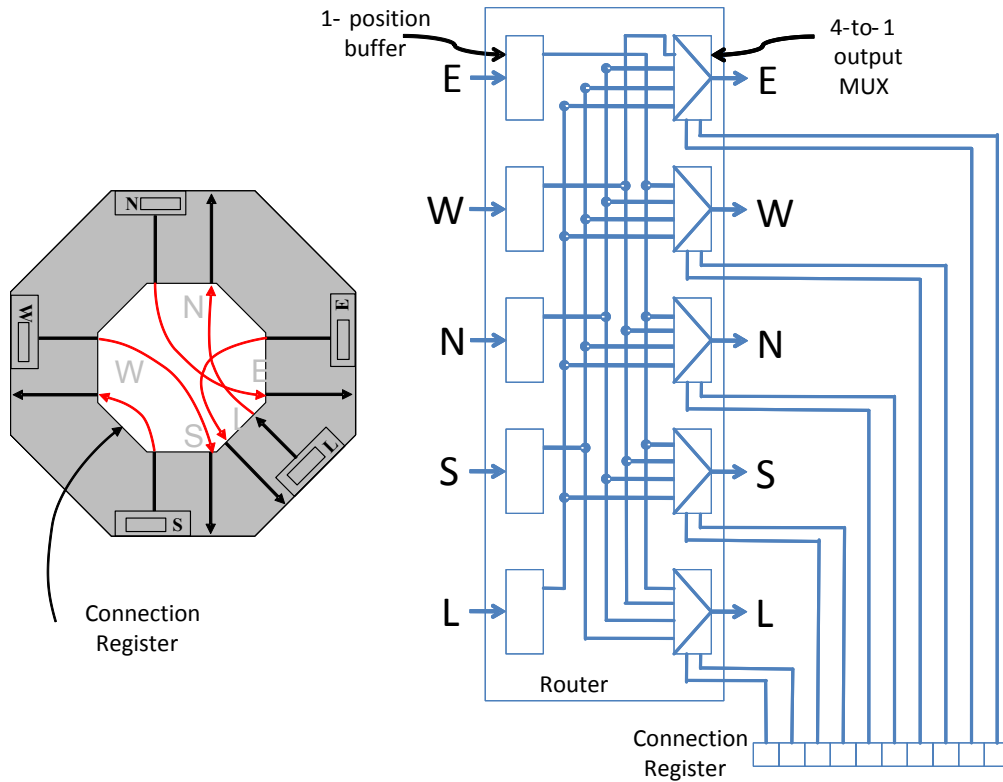 N
E
W
S
L
N
E
W
L
S
Connection
Register
1- position
buffer
4-to-1
output
MUX
E
E
W
W
N
N
S
S
L
L
Router
Connection
Register